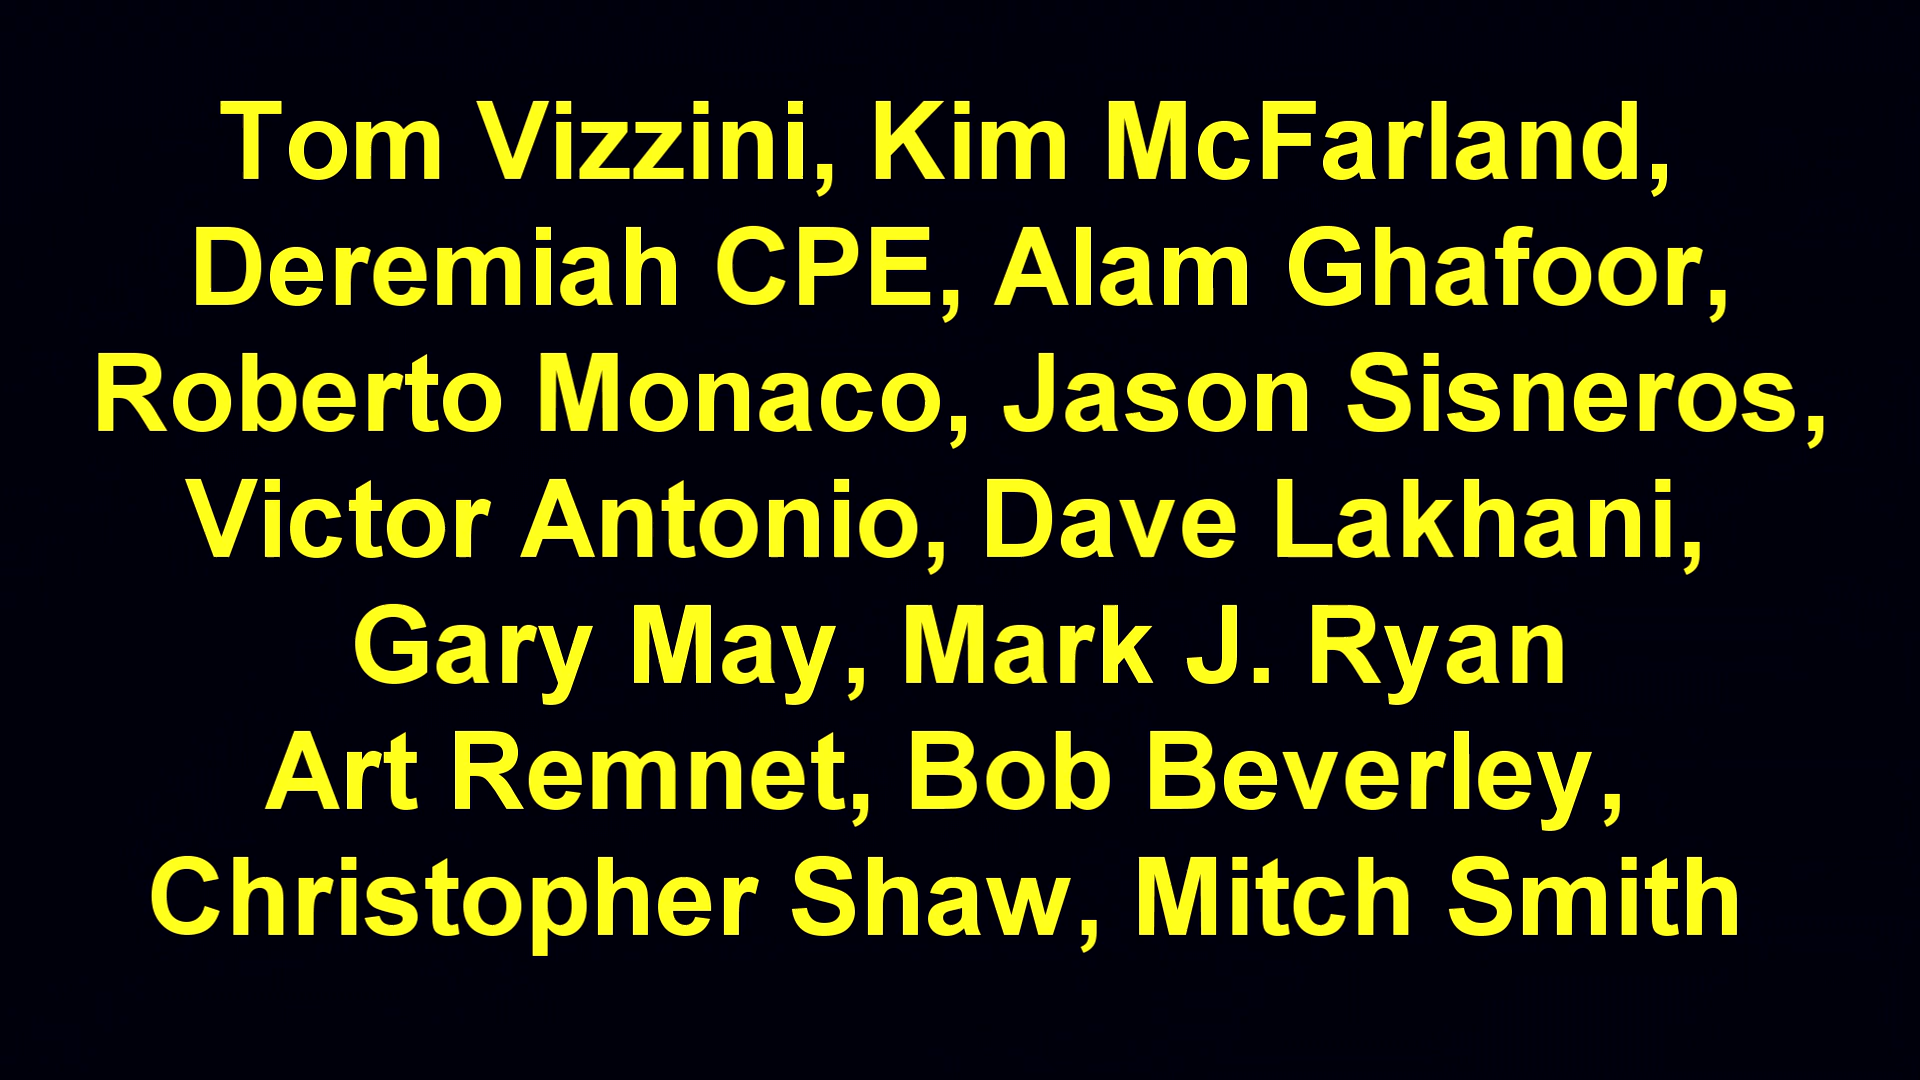 Tom Vizzini, Kim McFarland,
Deremiah CPE, Alam Ghafoor,
Roberto Monaco, Jason Sisneros,
Victor Antonio, Dave Lakhani,
Gary May, Mark J. Ryan
Art Remnet, Bob Beverley,
Christopher Shaw, Mitch Smith